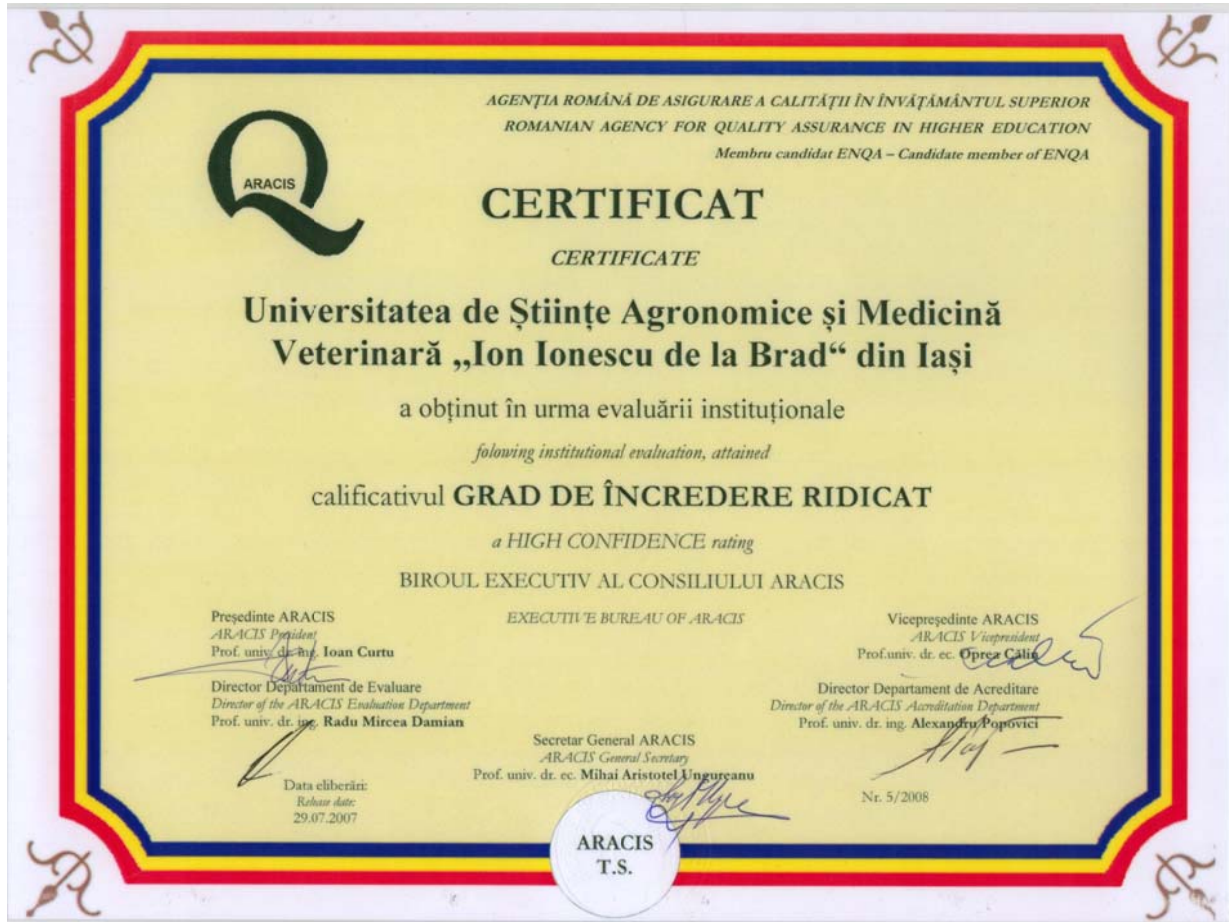 AGENȚIA ROMÂNĂ DE ASIGURARE A CALITĂȚII ÎN ÎNVĂȚĂMÂNTUL SUPERIOR
ROMANIAN AGENCY FOR QUALITY ASSURANCE IN HIGHER EDUCATION
Membru candidat ENQA – Candidate member of ENQA
ARACIS
CERTIFICAT
CERTIFICATE
Universitatea de Științe Agronomice și Medicină
Veterinară „Ion Ionescu de la Brad“ din Iași
a obținut în urma evaluării instituționale
folowing institutional evaluation, attained
calificativul GRAD DE ÎNCREDERE RIDICAT
a HIGH CONFIDENCE rating
BIROUL EXECUTIV AL CONSILIULUI ARACIS
EXECUTIVE BUREAU OF ARACIS
Președinte ARACIS
ARACIS President
Prof. univ. dr. ing. Ioan Curtu
Vicepreședinte ARACIS
ARACIS Vicepresident
Prof.univ. dr. ec. Oprea Călin
Director Departament de Evaluare
Director of the ARACIS Evaluation Department
Prof. univ. dr. ing. Radu Mircea Damian
Director Departament de Acreditare
Director of the ARACIS Accreditation Department
Prof. univ. dr. ing. Alexandru Popovici
Secretar General ARACIS
ARACIS General Secretary
Prof. univ. dr. ec. Mihai Aristotel Ungureanu
Data eliberări:
Release date:
29.07.2007
Nr. 5/2008
ARACIS
T.S.